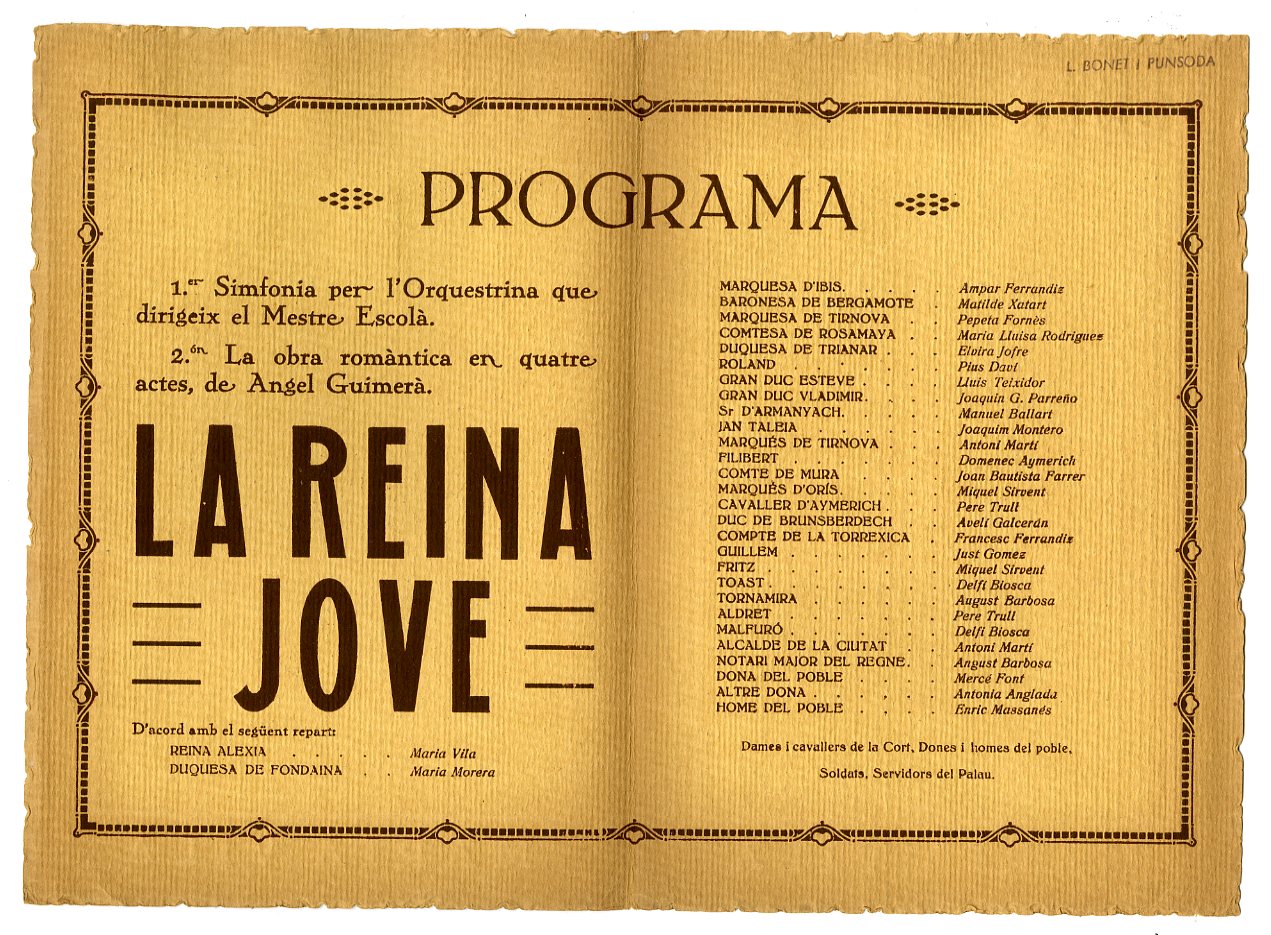 L. BONET I PUNSODA
PROGRAMA
1.er Simfonia per l'Orquestrina que
dirigeix el Mestre Escolà.
2.ón La obra romàntica en quatre
actes, de Angel Guimerà.
LA REINA
JOVE
D'acord amb el següent repart:
REINA ALEXIA . . . . . Maria Vila
DUQUESA DE FONDAINA . . Maria Morera
MARQUESA D'IBIS. . . . . Ampar Ferrandiz
BARONESA DE BERGAMOTE . Matilde Xatart
MARQUESA DE TIRNOVA . . Pepeta Fornès
COMTESA DE ROSAMAYA . . Maria Lluisa Rodriguez
DUQUESA DE TRIANAR . . . Elvira Jofre
ROLAND . . . . . . . Pius Daví
GRAN DUC ESTEVE . . . . Lluis Teixidor
GRAN DUC VLADIMIR. . . . Joaquin G. Parreño
Sr D'ARMANYACH. . . . . Manuel Ballart
JAN TALEIA . . . . . . Joaquim Montero
MARQUÉS DE TIRNOVA . . . Antoni Martí
FILIBERT . . . . . . . Domenec Aymerich
COMTE DE MURA . . . . Joan Bautista Farrer
MARQUÉS D'ORÍS. . . . . Miquel Sirvent
CAVALLER D'AYMERICH . . . Pere Trull
DUC DE BRUNSBERDECH . . Avelí Galcerán
COMPTE DE LA TORREXICA . Francesc Ferrandiz
GUILLEM . . . . . . . Just Gomez
FRITZ . . . . . . . . Miquel Sirvent
TOAST . . . . . . . . Delfí Biosca
TORNAMIRA . . . . . . August Barbosa
ALDRET . . . . . . . Pere Trull
MALFURÓ . . . . . . . Delfí Biosca
ALCALDE DE LA CIUTAT . . Antoni Martí
NOTARI MAJOR DEL REGNE. . Angust Barbosa
DONA DEL POBLE . . . . Mercé Font
ALTRE DONA . . . . . . Antonia Anglada
HOME DEL POBLE . . . . Enric Massanés
Dames i cavallers de la Cort, Dones i homes del poble,
Soldats, Servidors del Palau.